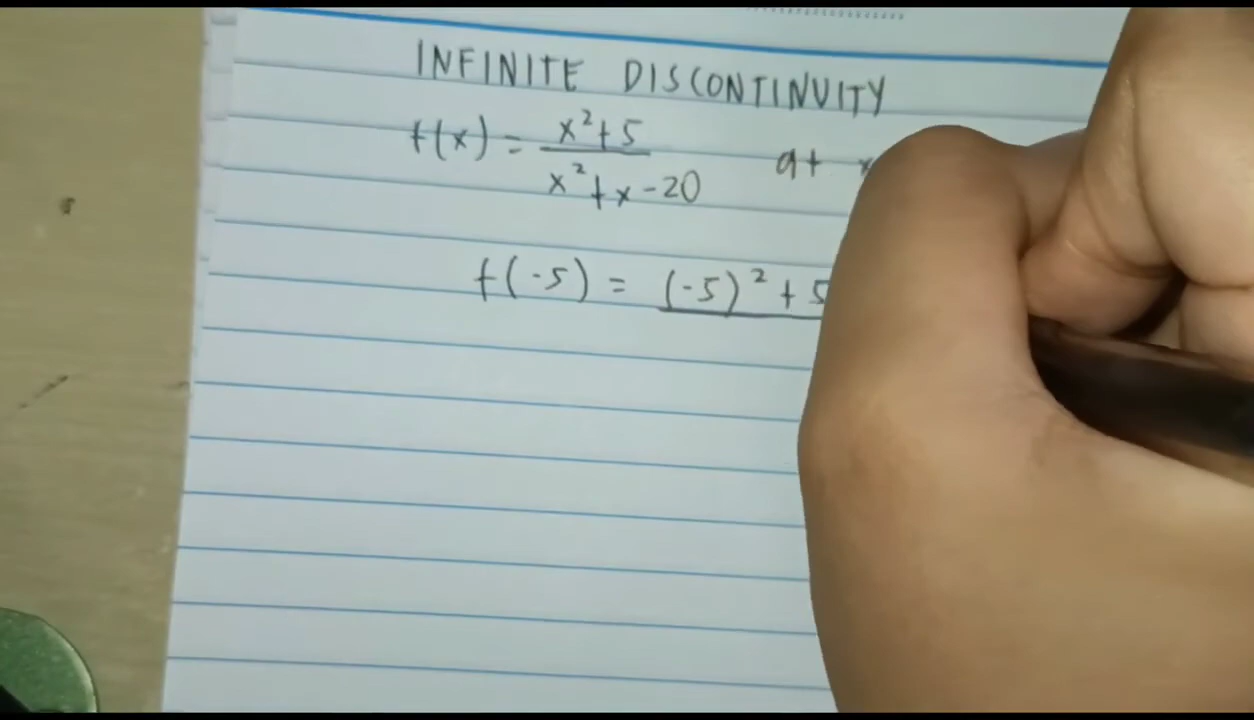 INFINITE DISCONTINUITY
f(x) = x²+5 / x²+x-20 at x
f(-5) = (-5)²+5